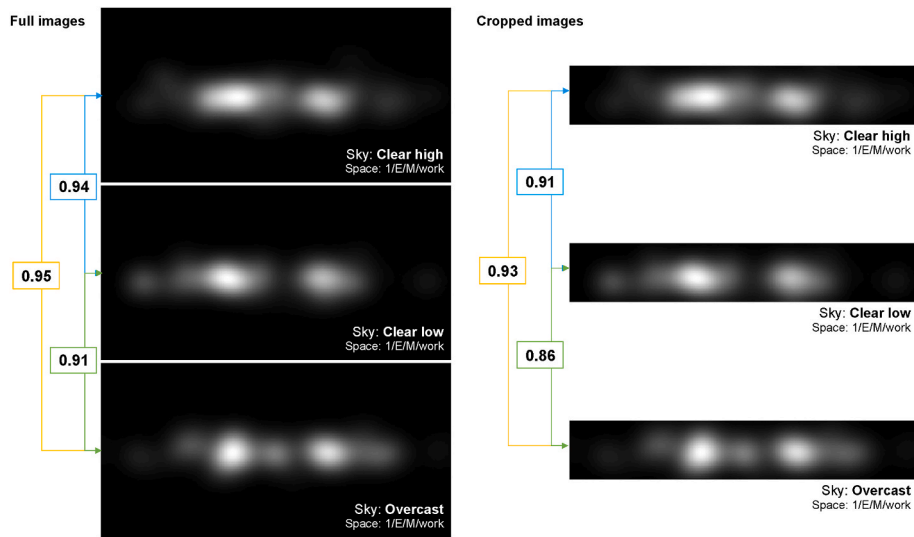 Full images
Sky: Clear high
Space: 1/E/M/work
0.94
Sky: Clear low
Space: 1/E/M/work
0.95
0.91
Sky: Overcast
Space: 1/E/M/work
Cropped images
Sky: Clear high
Space: 1/E/M/work
0.91
Sky: Clear low
Space: 1/E/M/work
0.93
0.86
Sky: Overcast
Space: 1/E/M/work